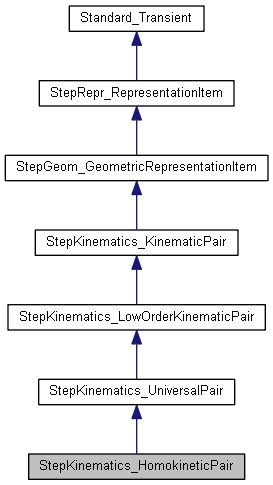 Standard_Transient
StepRepr_RepresentationItem
StepGeom_GeometricRepresentationItem
StepKinematics_KinematicPair
StepKinematics_LowOrderKinematicPair
StepKinematics_UniversalPair
StepKinematics_HomokineticPair